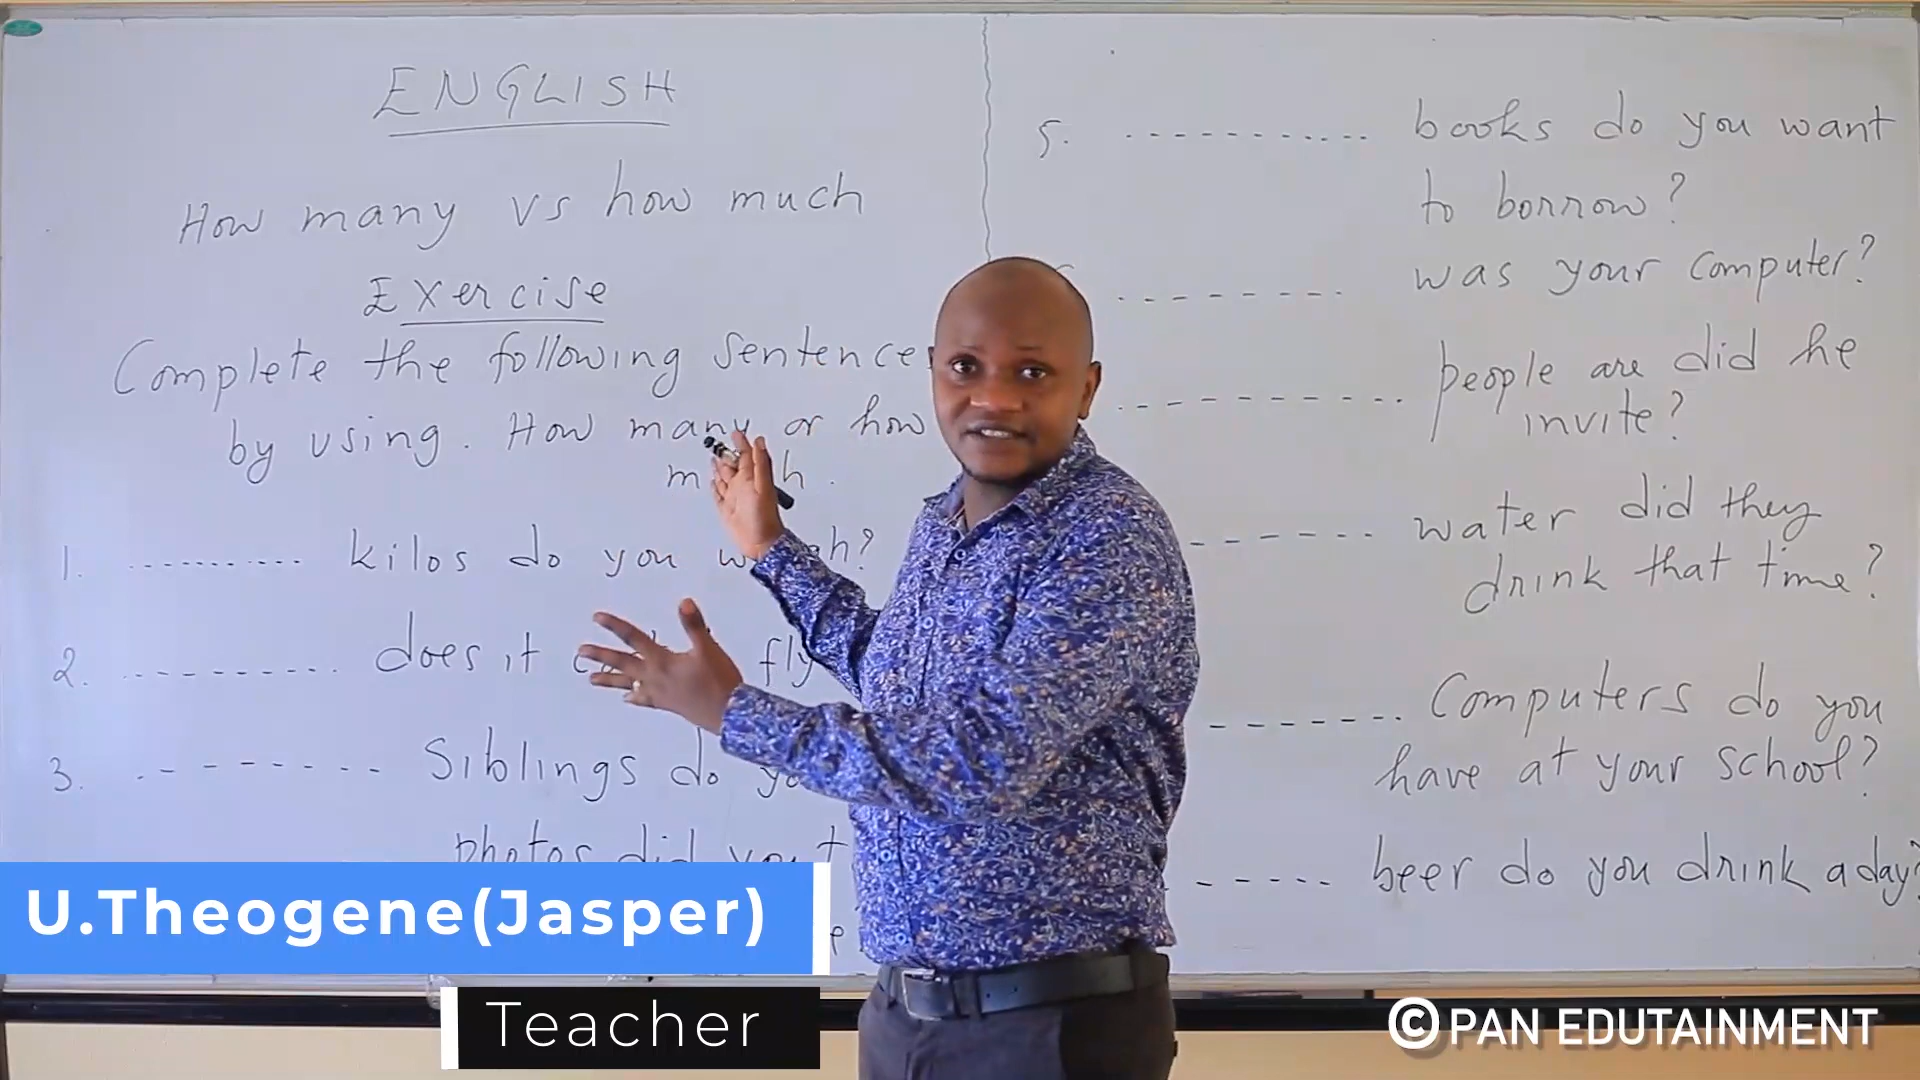 ENGLISH
How many vs how much
Exercise
Complete the following sentence
by using. How many or how
1. .......... kilos do you
2. .......... does it
3. - - - - - - - - - Siblings do
photos did you
5. ............ books do you want
to borrow?
- - - - - - - - was your computer?
- - - - - - - - - - people are did he
invite?
- - - - - - water did they
drink that time?
- - - - - - - Computers do you
have at your school?
- - - - - beer do you drink a day?
U.Theogene(Jasper)
Teacher
© PAN EDUTAINMENT